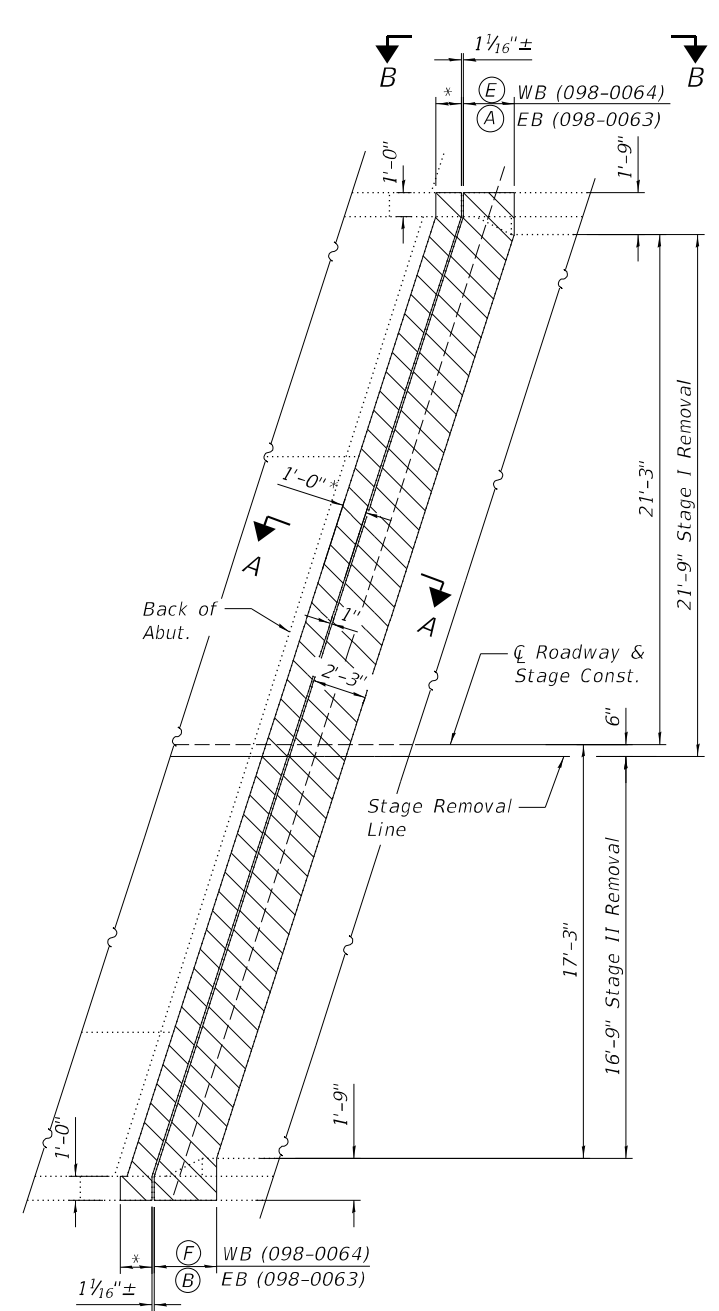 1 1/16"±
B
B
* E WB (098-0064)
A EB (098-0063)
1'-0"
1'-9"
21'-3"
21'-9" Stage I Removal
1'-0"*
A
A
Back of
Abut.
1"
2'-3"
℄ Roadway &
Stage Const.
6"
Stage Removal
Line
17'-3"
16'-9" Stage II Removal
1'-0"
1'-9"
* F WB (098-0064)
B EB (098-0063)
1 1/16"±